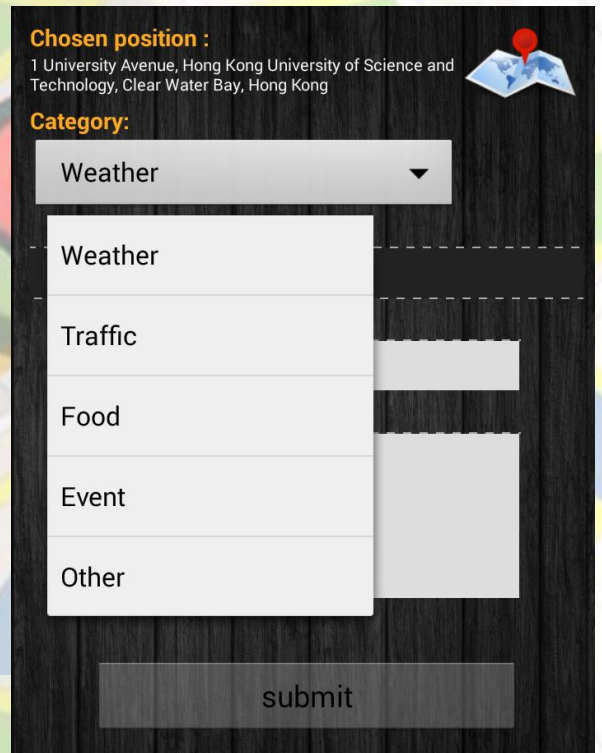 Chosen position :
1 University Avenue, Hong Kong University of Science and
Technology, Clear Water Bay, Hong Kong
Category:
Weather
Weather
Traffic
Food
Event
Other
submit